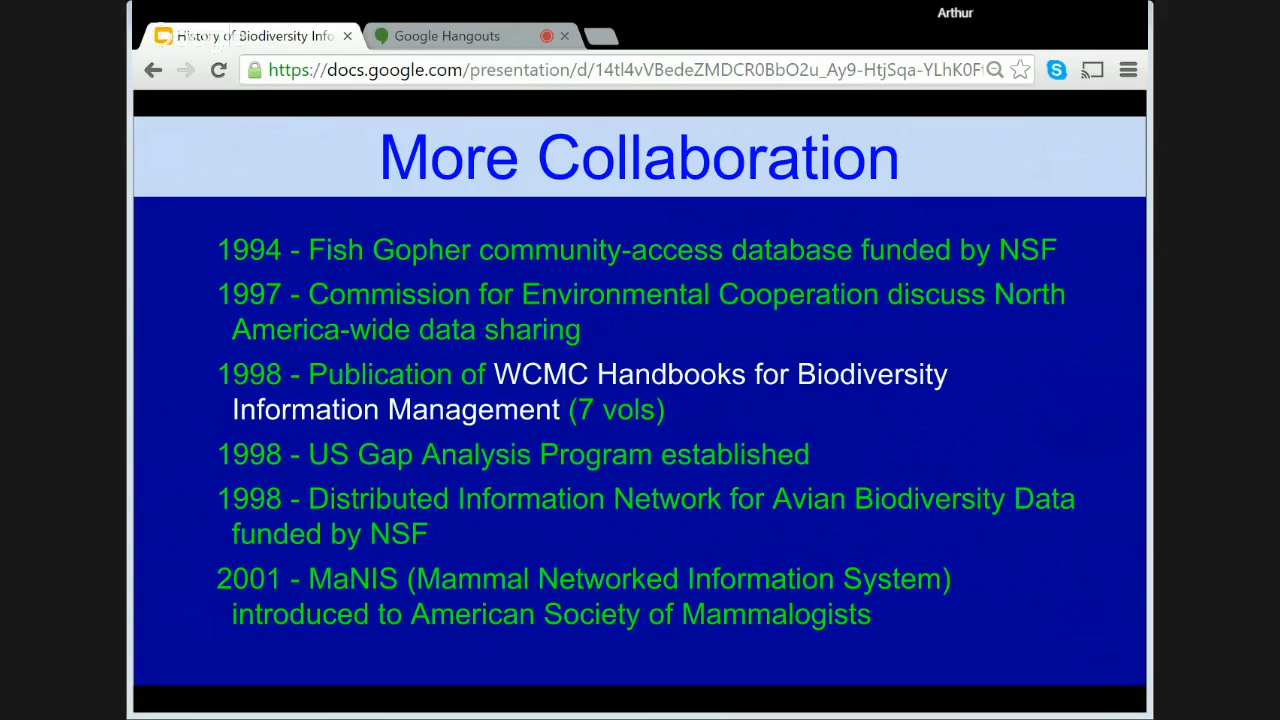 Arthur
History of Biodiversity Info
Google Hangouts
https://docs.google.com/presentation/d/14tl4vVBedeZMDCR0BbO2u_Ay9-HtjSqa-YLhK0F
More Collaboration
1994 - Fish Gopher community-access database funded by NSF
1997 - Commission for Environmental Cooperation discuss North
America-wide data sharing
1998 - Publication of WCMC Handbooks for Biodiversity
Information Management (7 vols)
1998 - US Gap Analysis Program established
1998 - Distributed Information Network for Avian Biodiversity Data
funded by NSF
2001 - MaNIS (Mammal Networked Information System)
introduced to American Society of Mammalogists